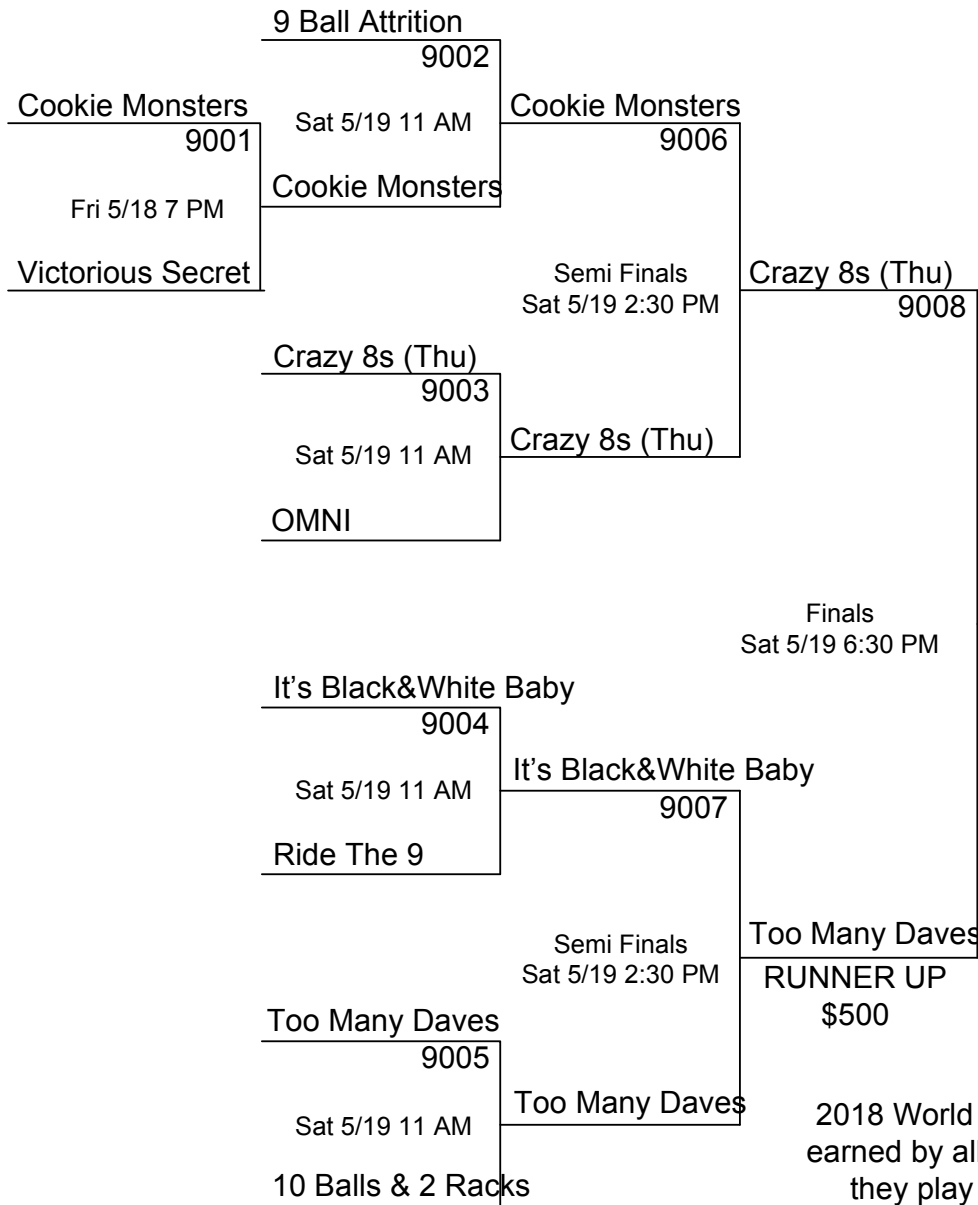 9 Ball Attrition
9002
Cookie Monsters
Sat 5/19 11 AM
Cookie Monsters
9001
9006
Cookie Monsters
Fri 5/18 7 PM
Victorious Secret
Semi Finals
Sat 5/19 2:30 PM
Crazy 8s (Thu)
9008
Crazy 8s (Thu)
9003
Sat 5/19 11 AM
Crazy 8s (Thu)
OMNI
Finals
Sat 5/19 6:30 PM
It's Black&White Baby
9004
Sat 5/19 11 AM
It's Black&White Baby
9007
Ride The 9
Semi Finals
Sat 5/19 2:30 PM
Too Many Daves
RUNNER UP
$500
Too Many Daves
9005
Sat 5/19 11 AM
Too Many Daves
10 Balls & 2 Racks
2018 World
earned by al
they play